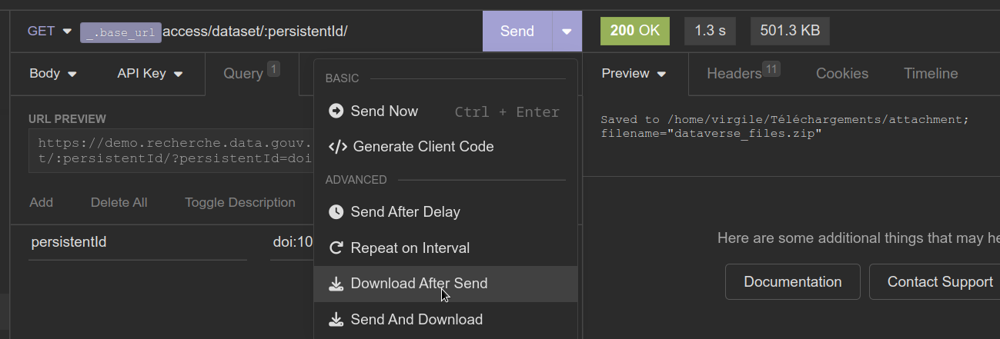 GET _.base_url access/dataset/:persistentId/ Send 200 OK 1.3 s 501.3 KB
Body API Key Query 1 Preview Headers 11 Cookies Timeline
URL PREVIEW
https://demo.recherche.data.gouv.
t/:persistentId/?persistentId=doi
Add Delete All Toggle Description
persistentId doi:10
BASIC
Send Now Ctrl + Enter
Generate Client Code
ADVANCED
Send After Delay
Repeat on Interval
Download After Send
Send And Download
Saved to /home/virgile/Téléchargements/attachment;
filename="dataverse_files.zip"
Here are some additional things that may he
Documentation Contact Support